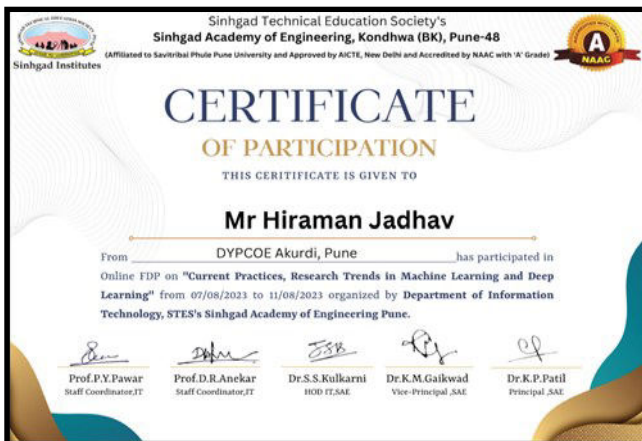 Sinhgad Technical Education Society's
Sinhgad Academy of Engineering, Kondhwa (BK), Pune-48
(Affiliated to Savitribai Phule Pune University and Approved by AICTE, New Delhi and Accredited by NAAC with 'A' Grade)
Sinhgad Institutes
A
NAAG
CERTIFICATE
OF PARTICIPATION
THIS CERITIFICATE IS GIVEN TO
Mr Hiraman Jadhav
From DYPCOE Akurdi, Pune has participated in
Online FDP on "Current Practices, Research Trends in Machine Learning and Deep
Learning" from 07/08/2023 to 11/08/2023 organized by Department of Information
Technology, STES's Sinhgad Academy of Engineering Pune.
Prof.P.Y.Pawar Prof.D.R.Anekar Dr.S.S.Kulkarni Dr.K.M.Gaikwad Dr.K.P.Patil
Staff Coordinator,IT Staff Coordinator,IT HOD IT,SAE Vice-Principal ,SAE Principal ,SAE